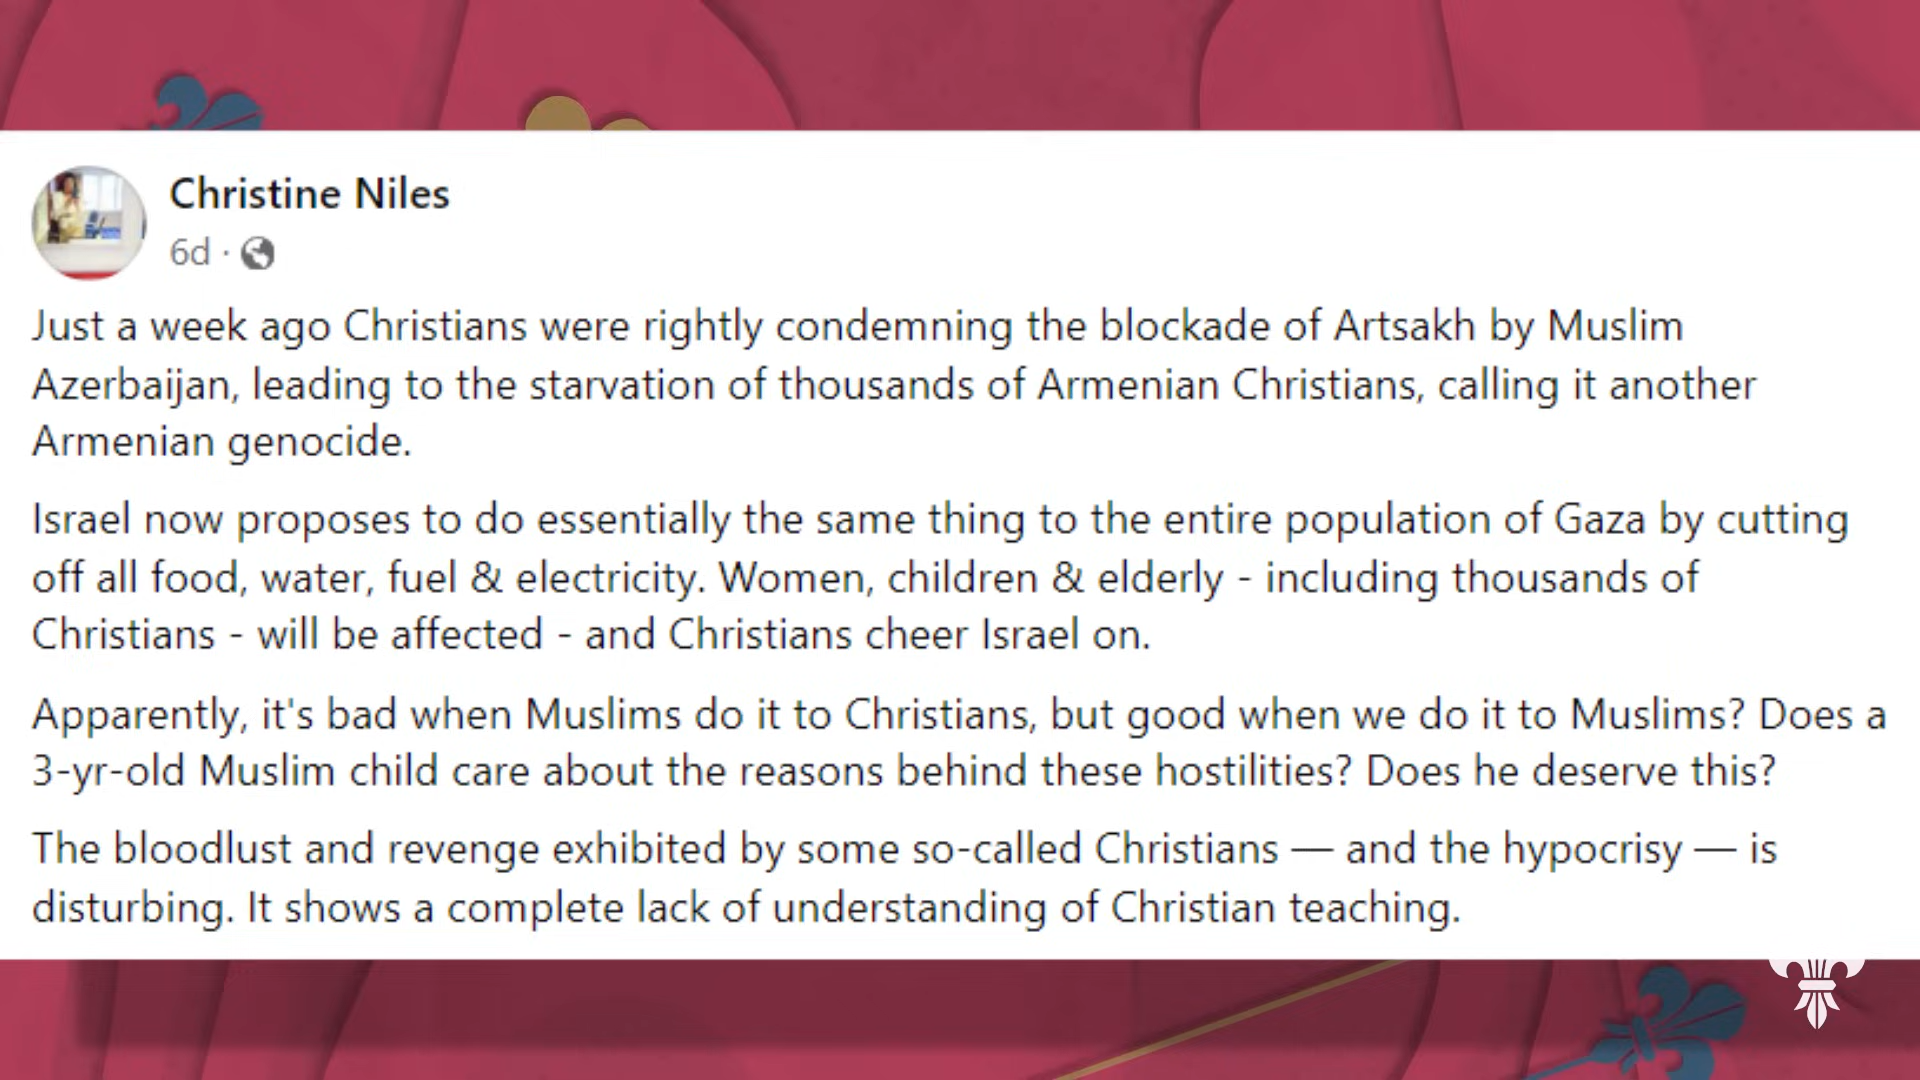 Christine Niles
6d ·
Just a week ago Christians were rightly condemning the blockade of Artsakh by Muslim
Azerbaijan, leading to the starvation of thousands of Armenian Christians, calling it another
Armenian genocide.
Israel now proposes to do essentially the same thing to the entire population of Gaza by cutting
off all food, water, fuel & electricity. Women, children & elderly - including thousands of
Christians - will be affected - and Christians cheer Israel on.
Apparently, it's bad when Muslims do it to Christians, but good when we do it to Muslims? Does a
3-yr-old Muslim child care about the reasons behind these hostilities? Does he deserve this?
The bloodlust and revenge exhibited by some so-called Christians — and the hypocrisy — is
disturbing. It shows a complete lack of understanding of Christian teaching.